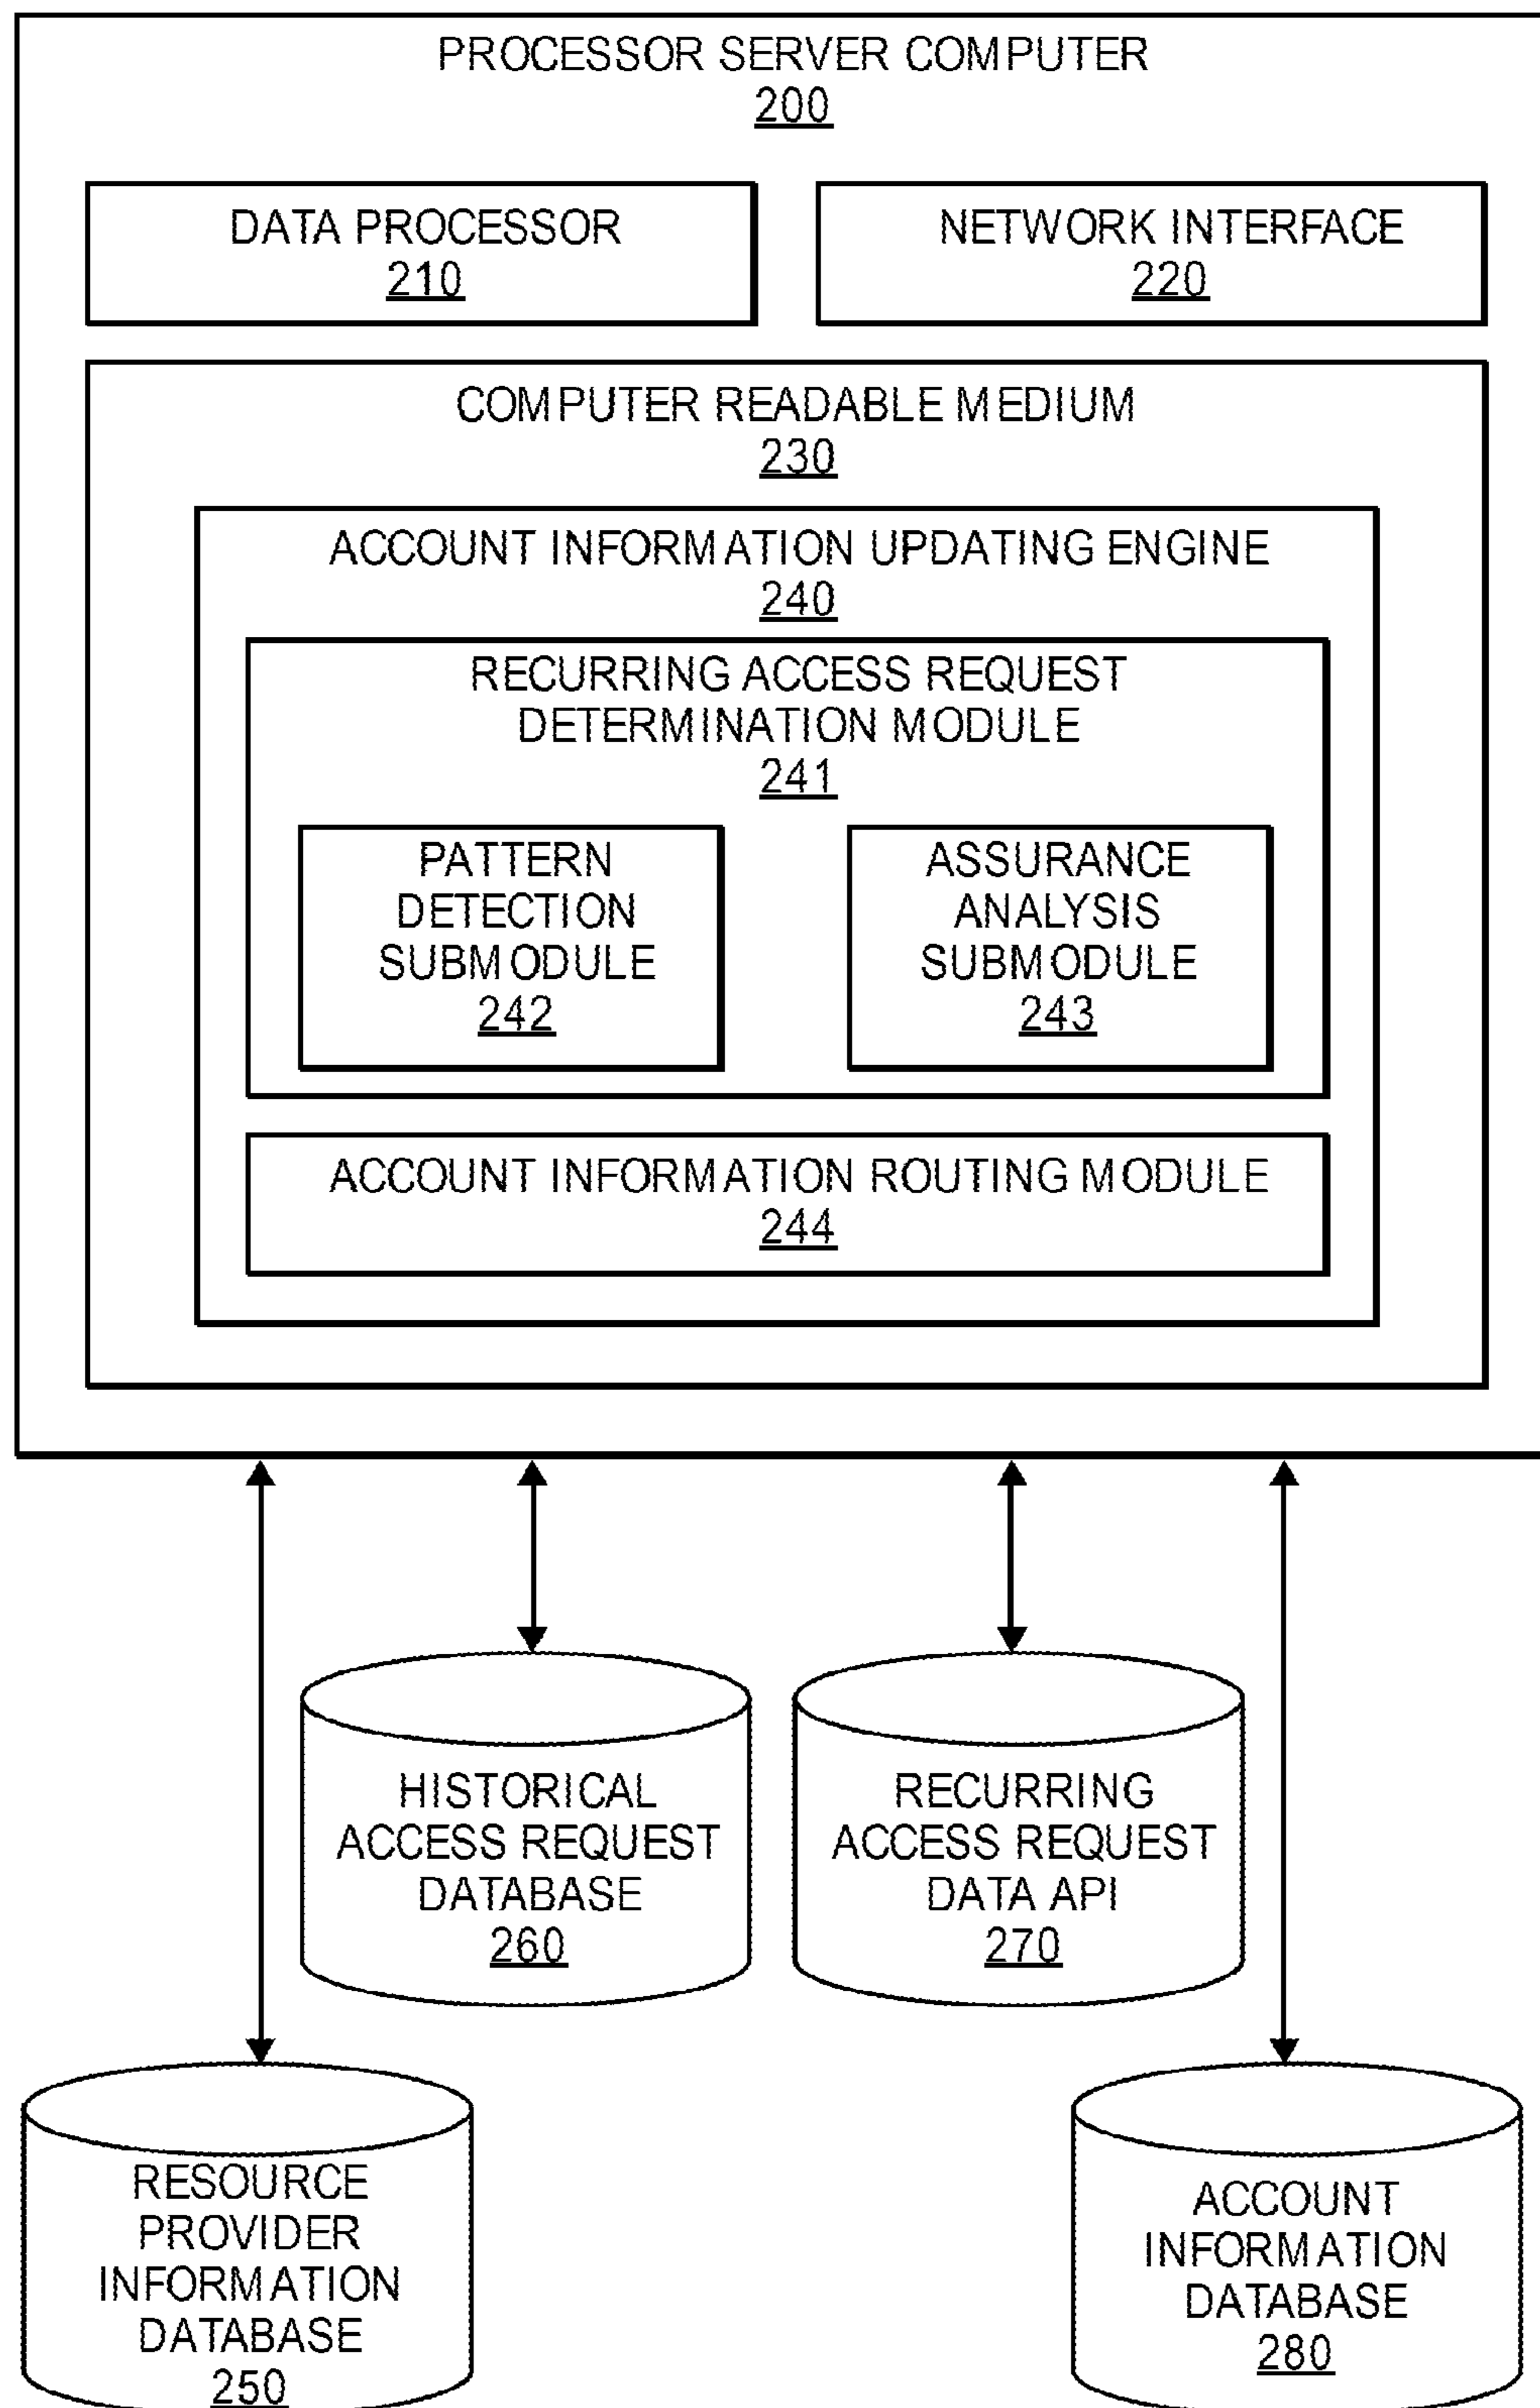 PROCESSOR SERVER COMPUTER
200
DATA PROCESSOR
210
NETWORK INTERFACE
220
COMPUTER READABLE MEDIUM
230
ACCOUNT INFORMATION UPDATING ENGINE
240
RECURRING ACCESS REQUEST
DETERMINATION MODULE
241
PATTERN
DETECTION
SUBMODULE
242
ASSURANCE
ANALYSIS
SUBMODULE
243
ACCOUNT INFORMATION ROUTING MODULE
244
HISTORICAL
ACCESS REQUEST
DATABASE
260
RECURRING
ACCESS REQUEST
DATA API
270
RESOURCE
PROVIDER
INFORMATION
DATABASE
250
ACCOUNT
INFORMATION
DATABASE
280